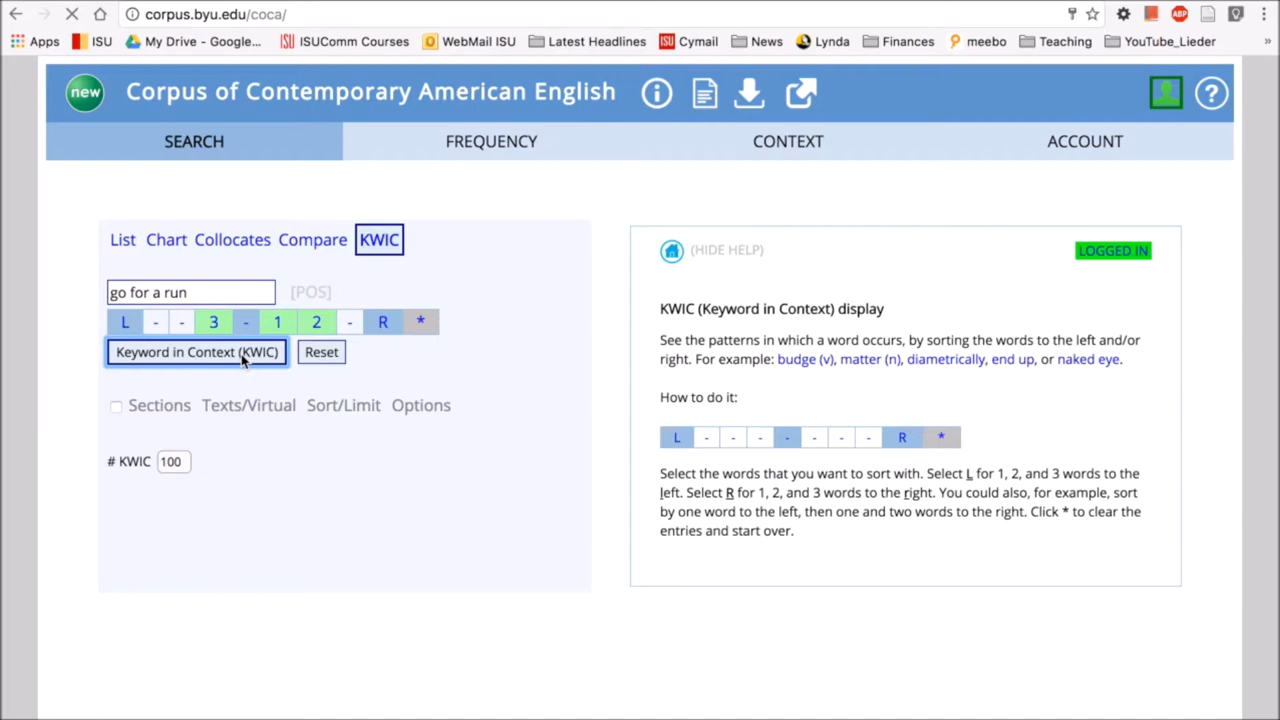 corpus.byu.edu/coca/
ABP
Apps ISU My Drive - Google... ISU ISUComm Courses WebMail ISU Latest Headlines ISU Cymail News Lynda Finances meebo Teaching YouTube_Lieder »
new Corpus of Contemporary American English
SEARCH FREQUENCY CONTEXT ACCOUNT
List Chart Collocates Compare KWIC
go for a run [POS]
L - - 3 - 1 2 - R *
Keyword in Context (KWIC) Reset
Sections Texts/Virtual Sort/Limit Options
# KWIC 100
(HIDE HELP) LOGGED IN
KWIC (Keyword in Context) display
See the patterns in which a word occurs, by sorting the words to the left and/or
right. For example: budge (v), matter (n), diametrically, end up, or naked eye.
How to do it:
L - - - - - - - R *
Select the words that you want to sort with. Select L for 1, 2, and 3 words to the
left. Select R for 1, 2, and 3 words to the right. You could also, for example, sort
by one word to the left, then one and two words to the right. Click * to clear the
entries and start over.